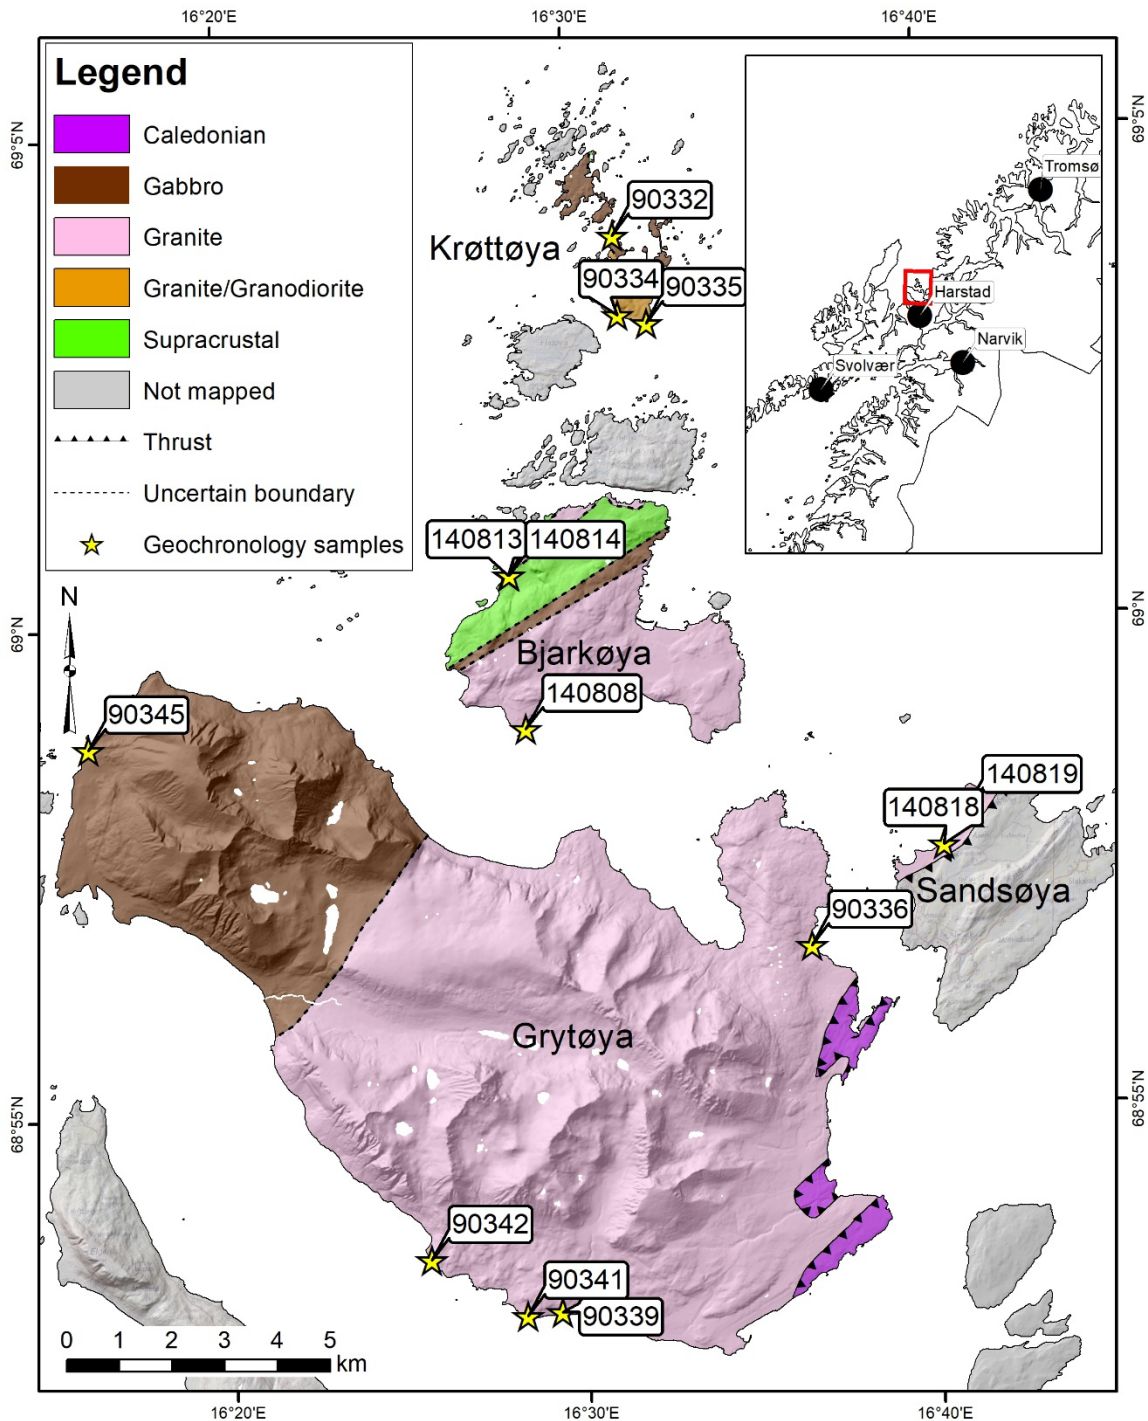 16°20'E
16°30'E
16°40'E
Legend
Caledonian
Gabbro
Granite
Granite/Granodiorite
Supracrustal
Not mapped
Thrust
Uncertain boundary
Geochronology samples
69°5'N
69°5'N
Tromsø
Harstad
Narvik
Svolvær
90332
Krøttøya
90334
90335
140813
140814
69°N
69°N
N
Bjarkøya
140808
90345
140819
140818
Sandsøya
90336
Grytøya
68°55'N
68°55'N
90342
90341
90339
0 1 2 3 4 5
km
16°20'E
16°30'E
16°40'E